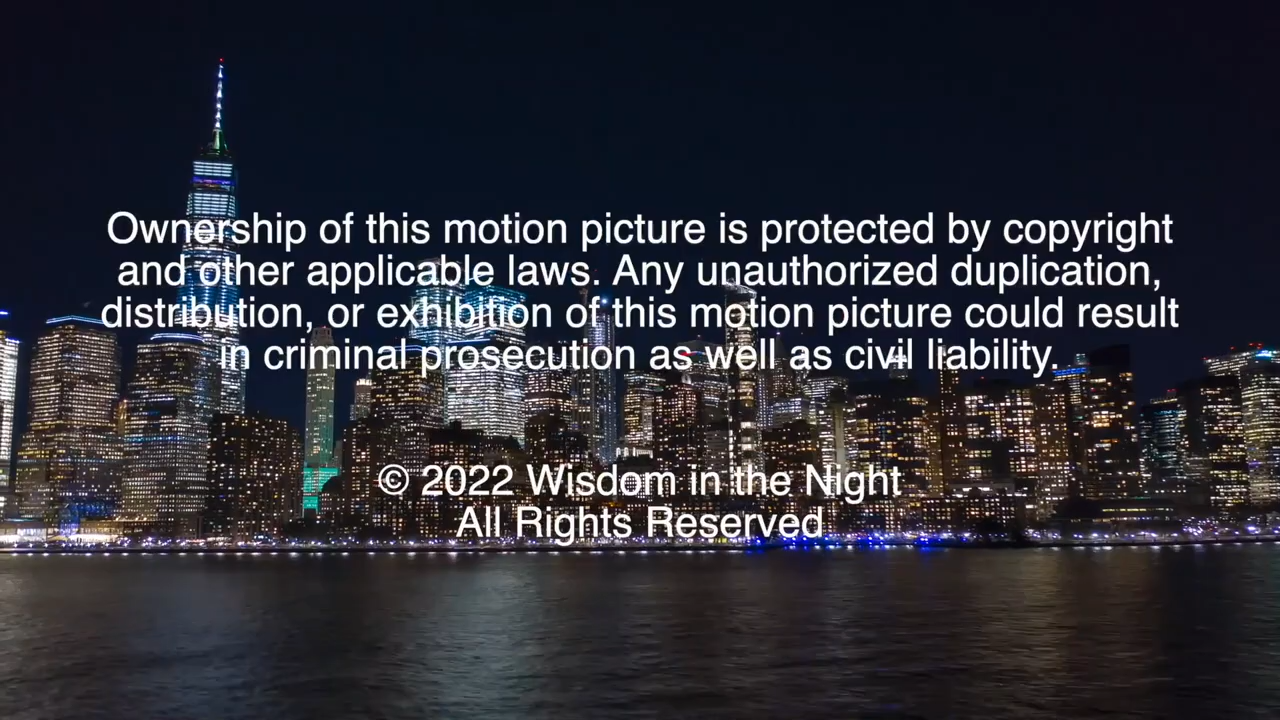 Ownership of this motion picture is protected by copyright
and other applicable laws. Any unauthorized duplication,
distribution, or exhibition of this motion picture could result
in criminal prosecution as well as civil liability.
© 2022 Wisdom in the Night
All Rights Reserved